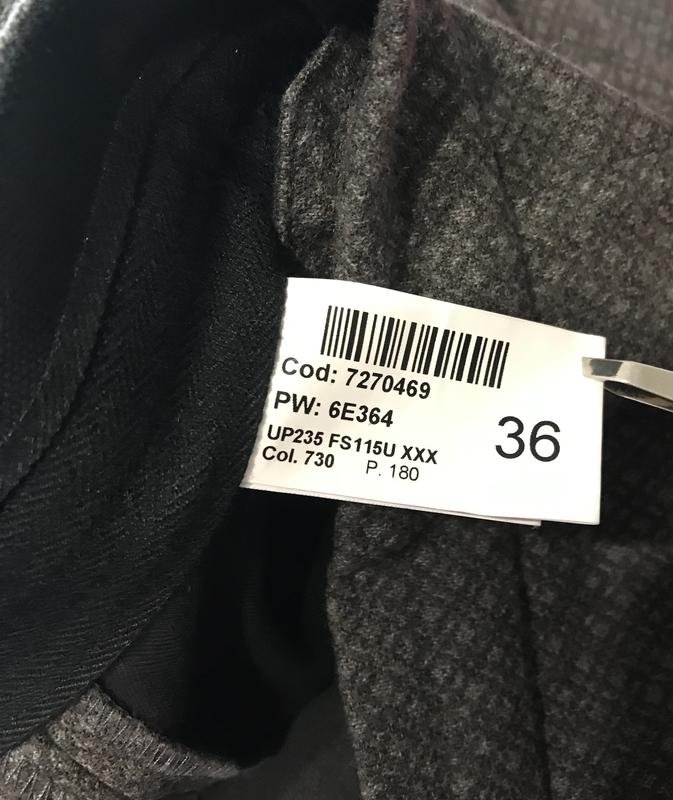 Cod: 7270469
PW: 6E364
36
UP235 FS115U XXX
Col. 730 P. 180